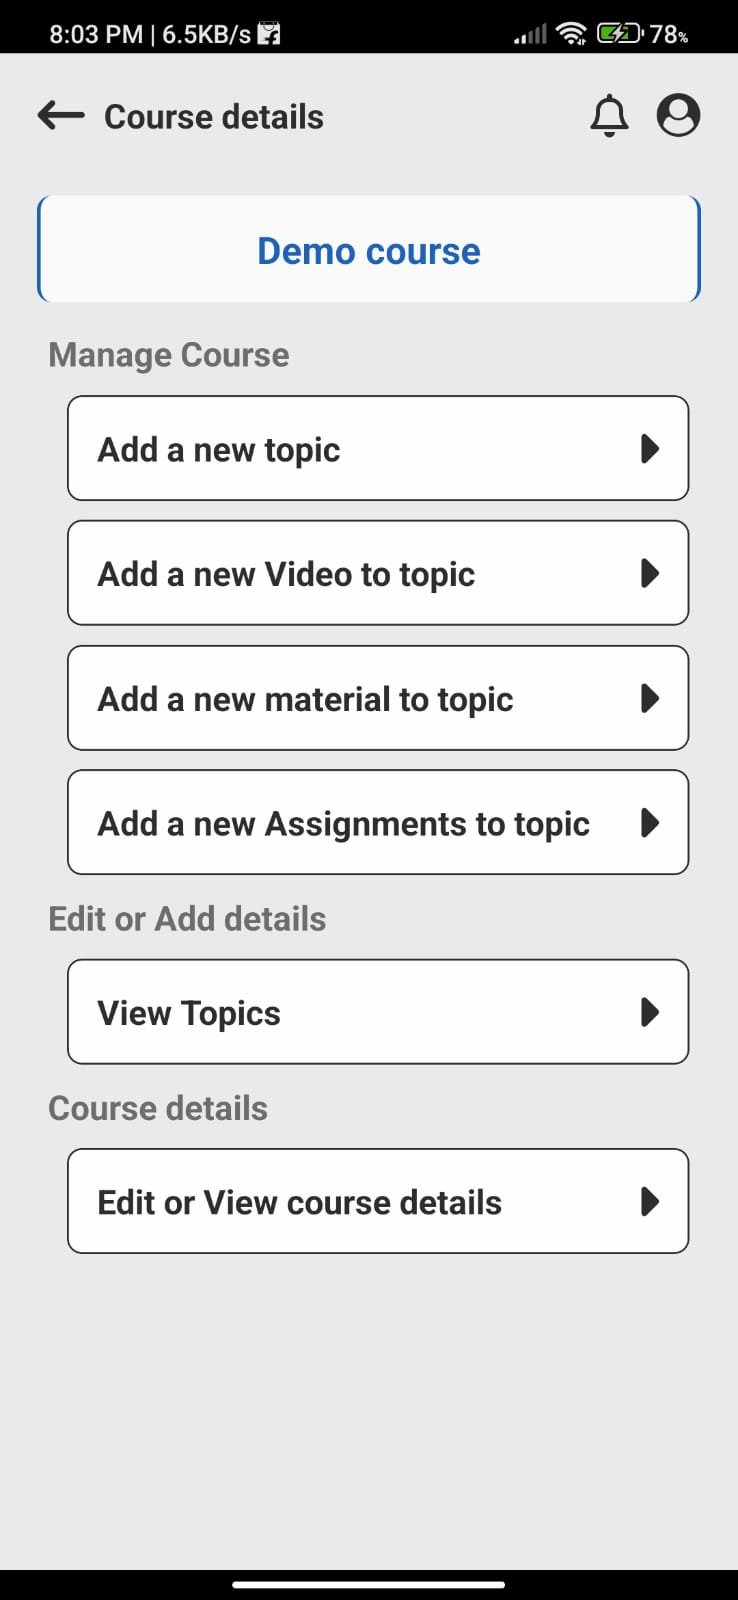 8:03 PM | 6.5KB/s 78%
Course details
Demo course
Manage Course
Add a new topic
Add a new Video to topic
Add a new material to topic
Add a new Assignments to topic
Edit or Add details
View Topics
Course details
Edit or View course details